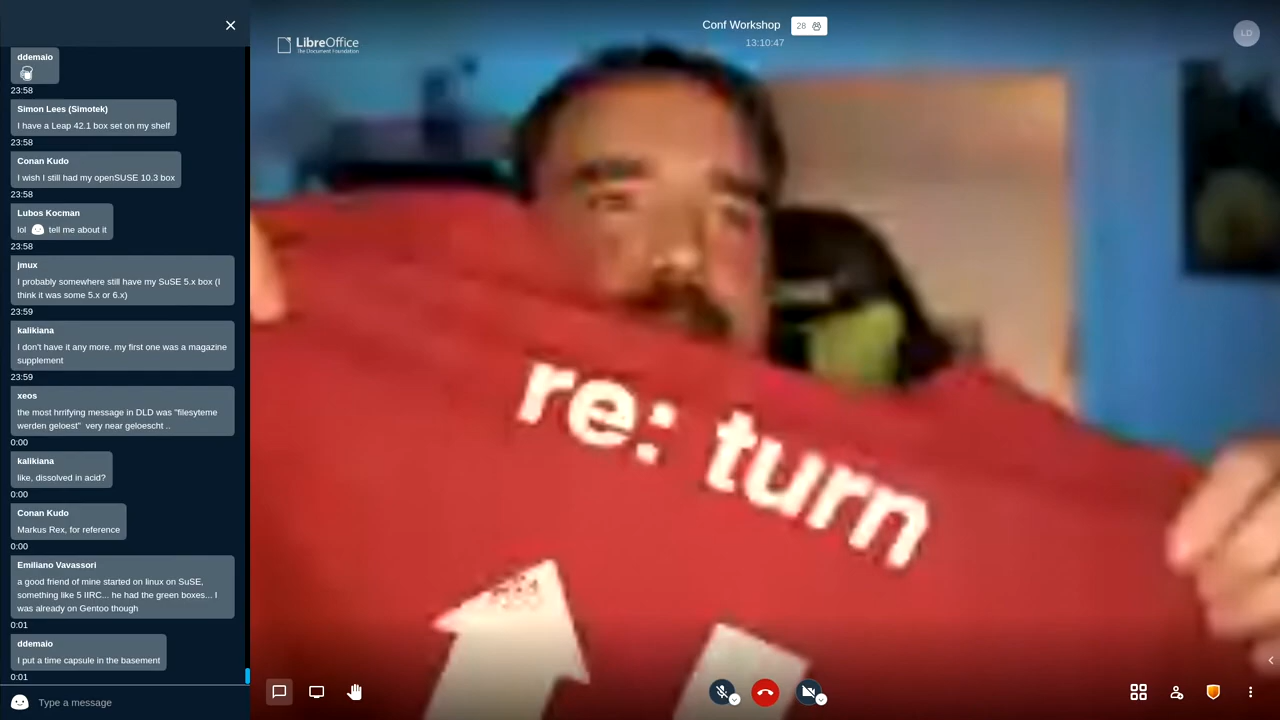 ddemaio
23:58
Simon Lees (Simotek)
I have a Leap 42.1 box set on my shelf
23:58
Conan Kudo
I wish I still had my openSUSE 10.3 box
23:58
Lubos Kocman
lol tell me about it
23:58
jmux
I probably somewhere still have my SuSE 5.x box (I
think it was some 5.x or 6.x)
23:59
kalikiana
I don't have it any more. my first one was a magazine
supplement
23:59
xeos
the most hrrifying message in DLD was "filesyteme
werden geloest" very near geloescht ..
0:00
kalikiana
like, dissolved in acid?
0:00
Conan Kudo
Markus Rex, for reference
0:00
Emiliano Vavassori
a good friend of mine started on linux on SuSE,
something like 5 IIRC... he had the green boxes... I
was already on Gentoo though
0:01
ddemaio
I put a time capsule in the basement
0:01
Type a message
LibreOffice
The Document Foundation
Conf Workshop 28
13:10:47
LD
re: turn